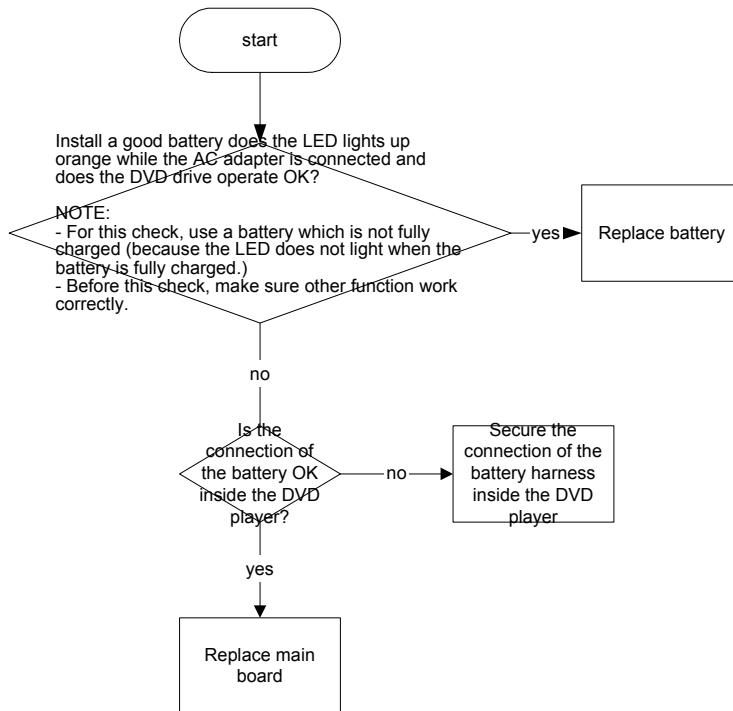 start
Install a good battery does the LED lights up
orange while the AC adapter is connected and
does the DVD drive operate OK?
NOTE:
- For this check, use a battery which is not fully
charged (because the LED does not light when the
battery is fully charged.)
- Before this check, make sure other function work
correctly.
yes
Replace battery
no
Is the
connection of
the battery OK
inside the DVD
player?
no
Secure the
connection of the
battery harness
inside the DVD
player
yes
Replace main
board